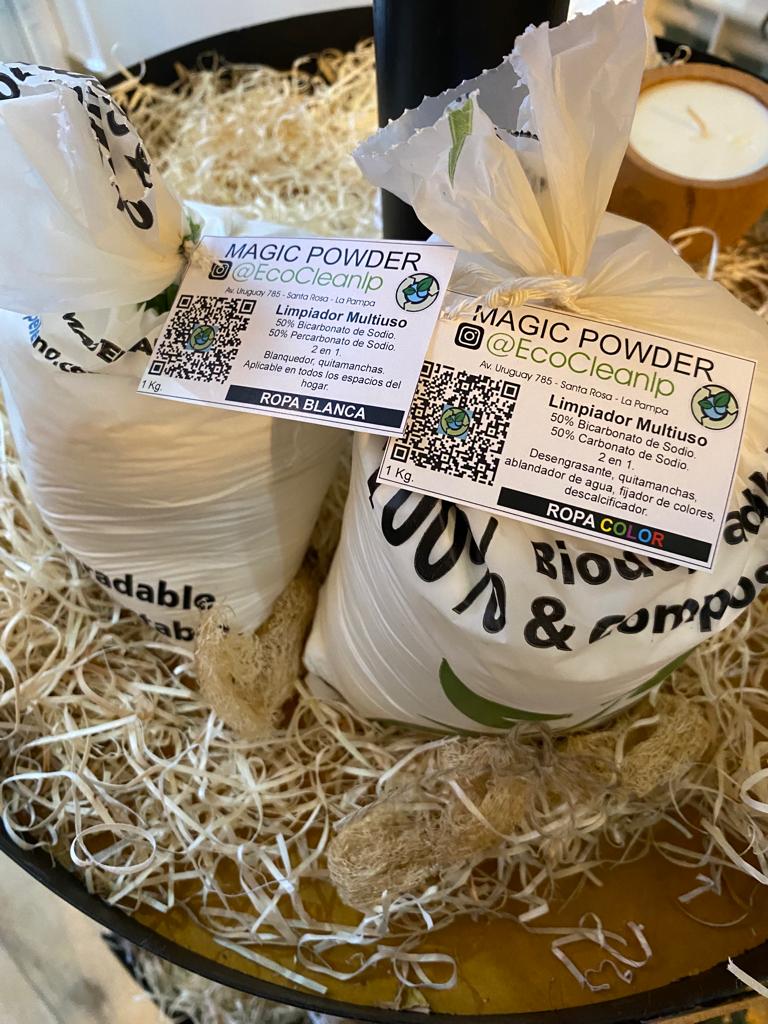 MAGIC POWDER
@EcoCleanlp
Av. Uruguay 785 - Santa Rosa - La Pampa
Limpiador Multiuso
50% Bicarbonato de Sodio.
50% Percarbonato de Sodio.
2 en 1.
Blanqueador, quitamanchas.
Aplicable en todos los espacios del
hogar.
1 Kg.
ROPA BLANCA
MAGIC POWDER
@EcoCleanlp
Av. Uruguay 785 - Santa Rosa - La Pampa
Limpiador Multiuso
50% Bicarbonato de Sodio.
50% Carbonato de Sodio.
2 en 1.
Desengrasante, quitamanchas,
ablandador de agua, fijador de colores,
descalcificador.
1 Kg.
ROPA COLOR
100%
& compos
adable